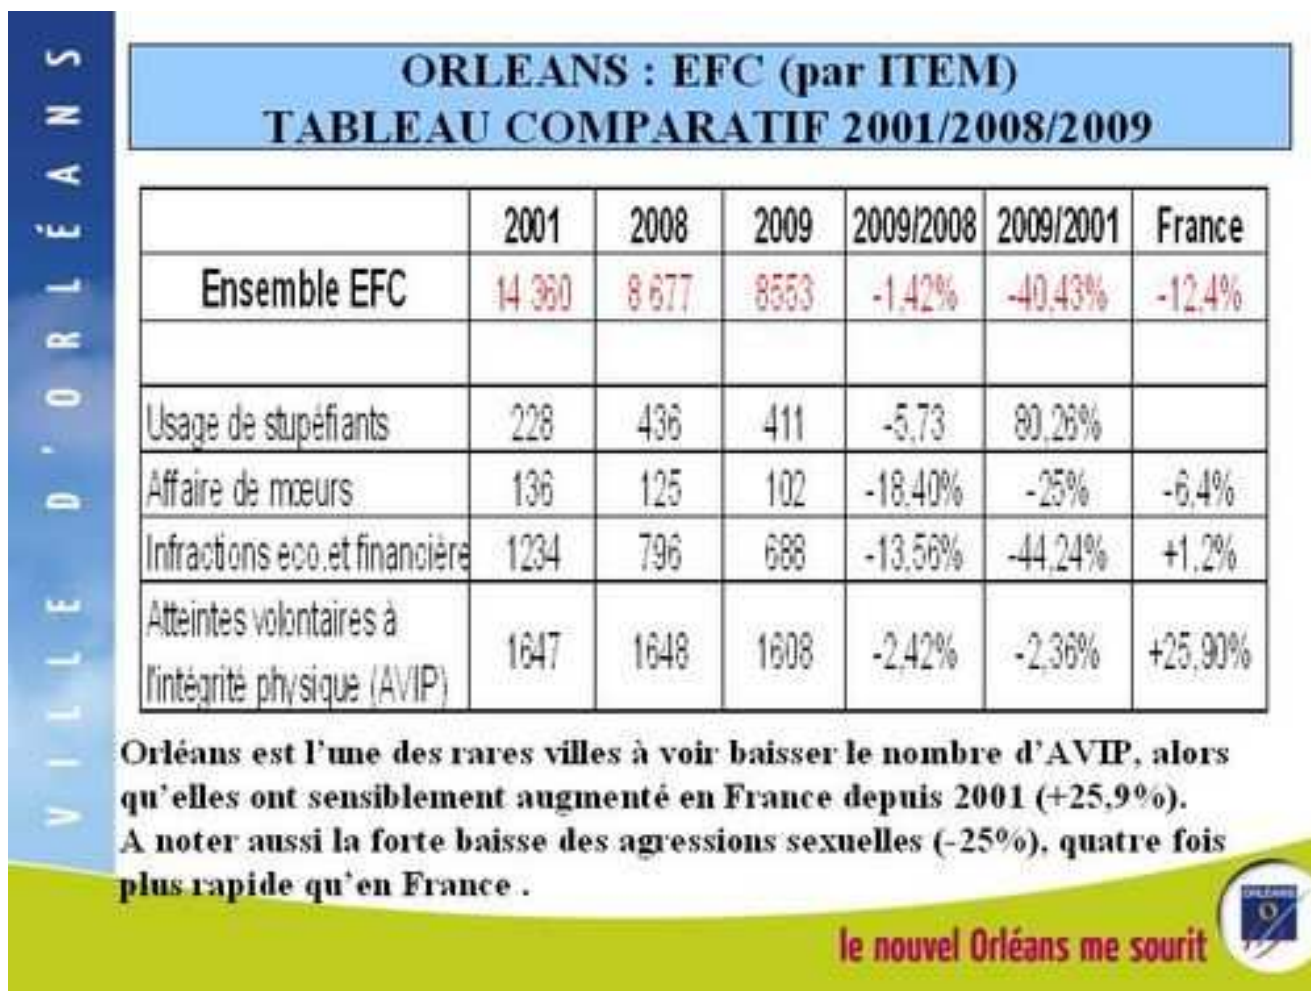 VILLE D'ORLÉANS
ORLEANS : EFC (par ITEM)
TABLEAU COMPARATIF 2001/2008/2009
2001 2008 2009 2009/2008 2009/2001 France
Ensemble EFC 14 360 8 677 8553 -1,42% -40,43% -12,4%
Usage de stupéfiants 228 436 411 -5,73 80,26%
Affaire de mœurs 136 125 102 -18,40% -25% -6,4%
Infractions eco.et financière 1234 796 688 -13,56% -44,24% +1,2%
Atteintes volontaires à
l'intégrité physique (AVIP) 1647 1648 1608 -2,42% -2,36% +25,90%
Orléans est l'une des rares villes à voir baisser le nombre d'AVIP, alors
qu'elles ont sensiblement augmenté en France depuis 2001 (+25,9%).
A noter aussi la forte baisse des agressions sexuelles (-25%), quatre fois
plus rapide qu'en France .
ORLEANS
le nouvel Orléans me sourit